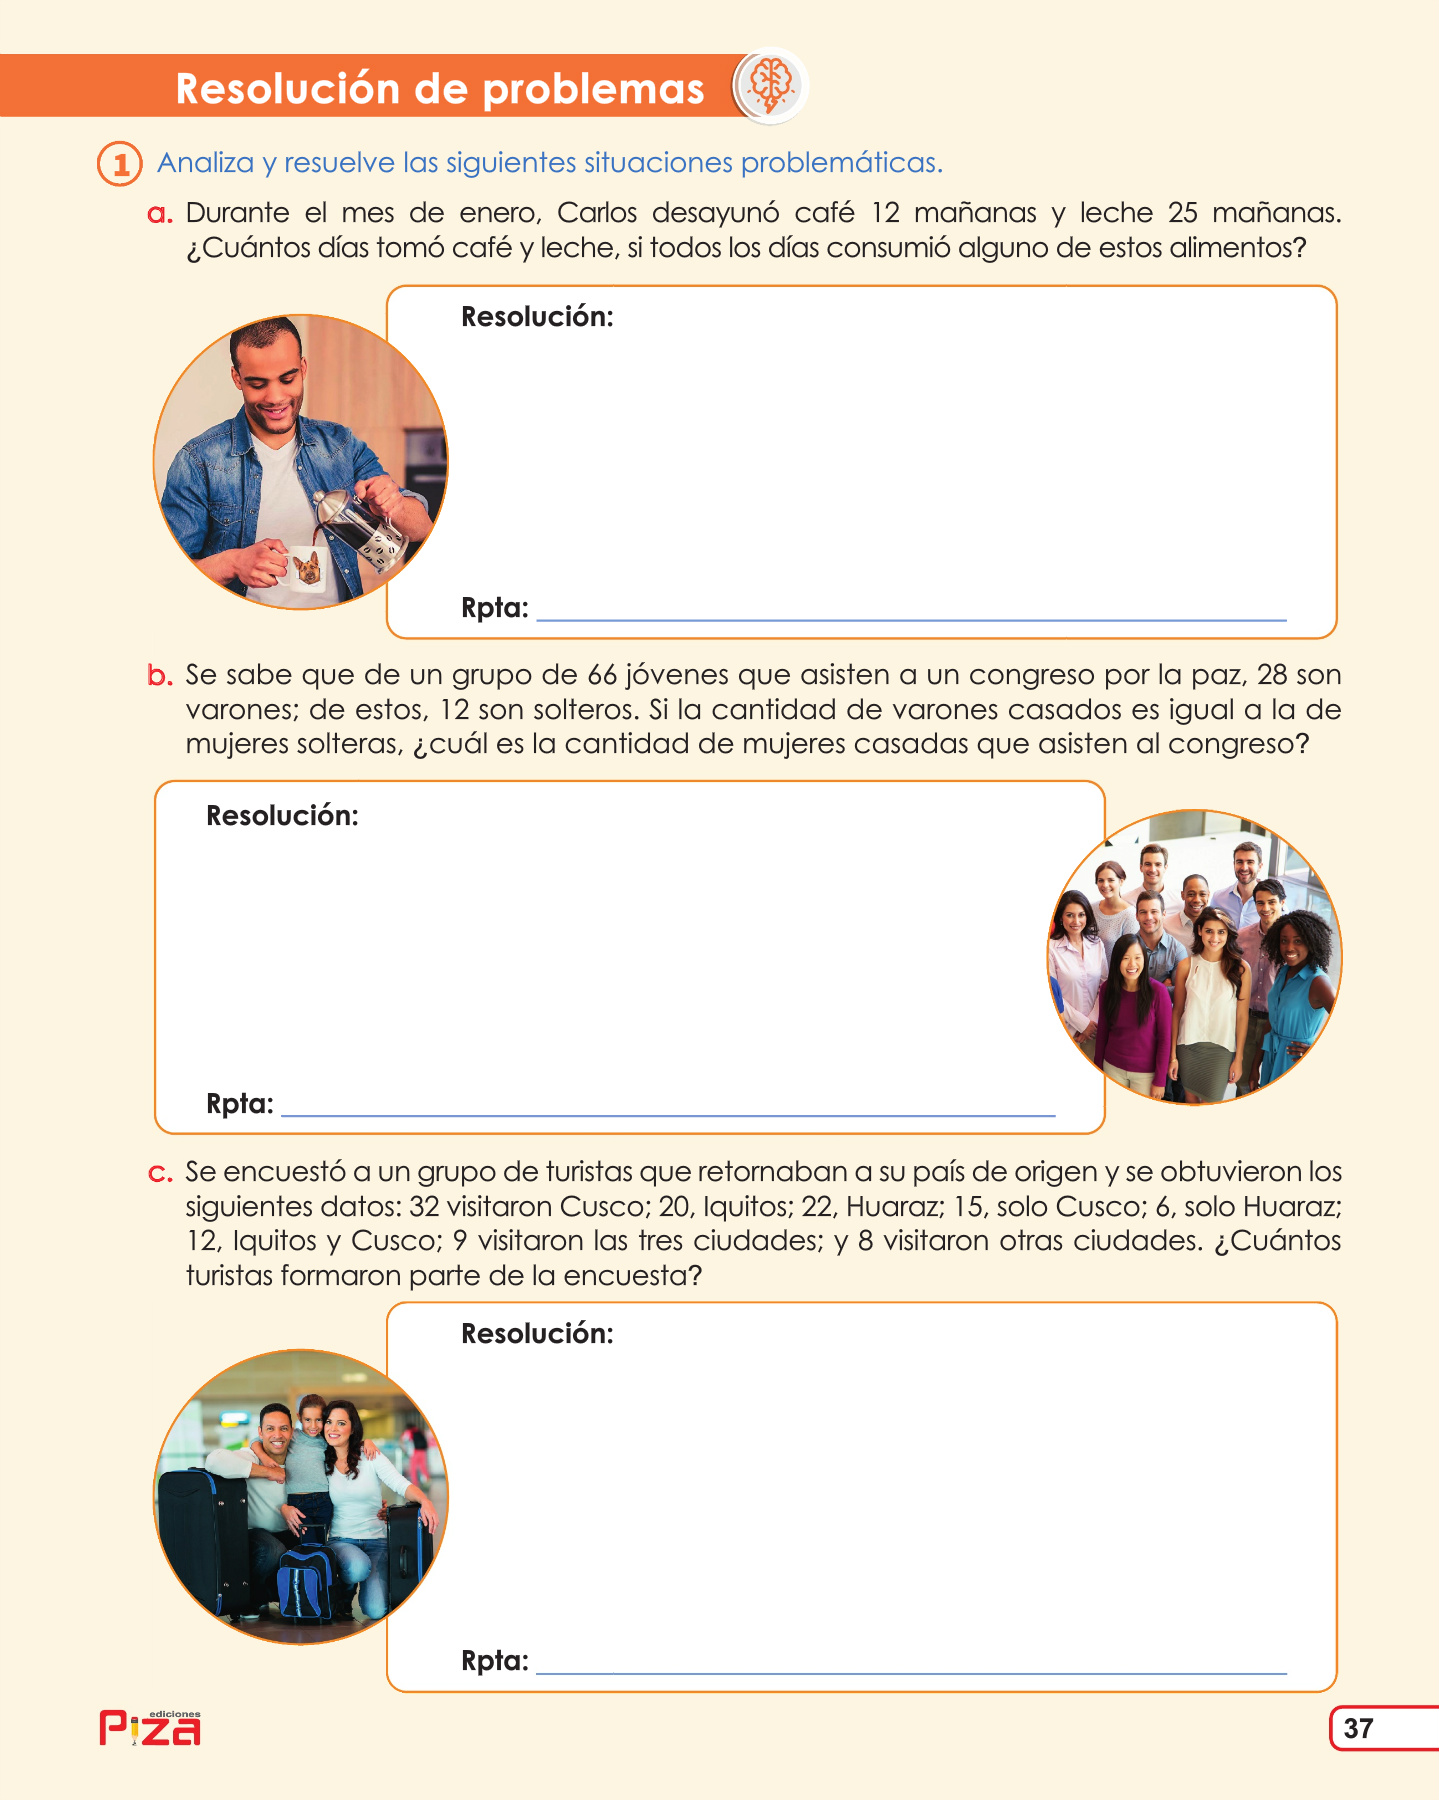 Resolución de problemas
1 Analiza y resuelve las siguientes situaciones problemáticas.
a. Durante el mes de enero, Carlos desayunó café 12 mañanas y leche 25 mañanas.
¿Cuántos días tomó café y leche, si todos los días consumió alguno de estos alimentos?
Resolución:
Rpta:
b. Se sabe que de un grupo de 66 jóvenes que asisten a un congreso por la paz, 28 son
varones; de estos, 12 son solteros. Si la cantidad de varones casados es igual a la de
mujeres solteras, ¿cuál es la cantidad de mujeres casadas que asisten al congreso?
Resolución:
Rpta:
c. Se encuestó a un grupo de turistas que retornaban a su país de origen y se obtuvieron los
siguientes datos: 32 visitaron Cusco; 20, Iquitos; 22, Huaraz; 15, solo Cusco; 6, solo Huaraz;
12, Iquitos y Cusco; 9 visitaron las tres ciudades; y 8 visitaron otras ciudades. ¿Cuántos
turistas formaron parte de la encuesta?
Resolución:
Rpta:
ediciones
Piza
37